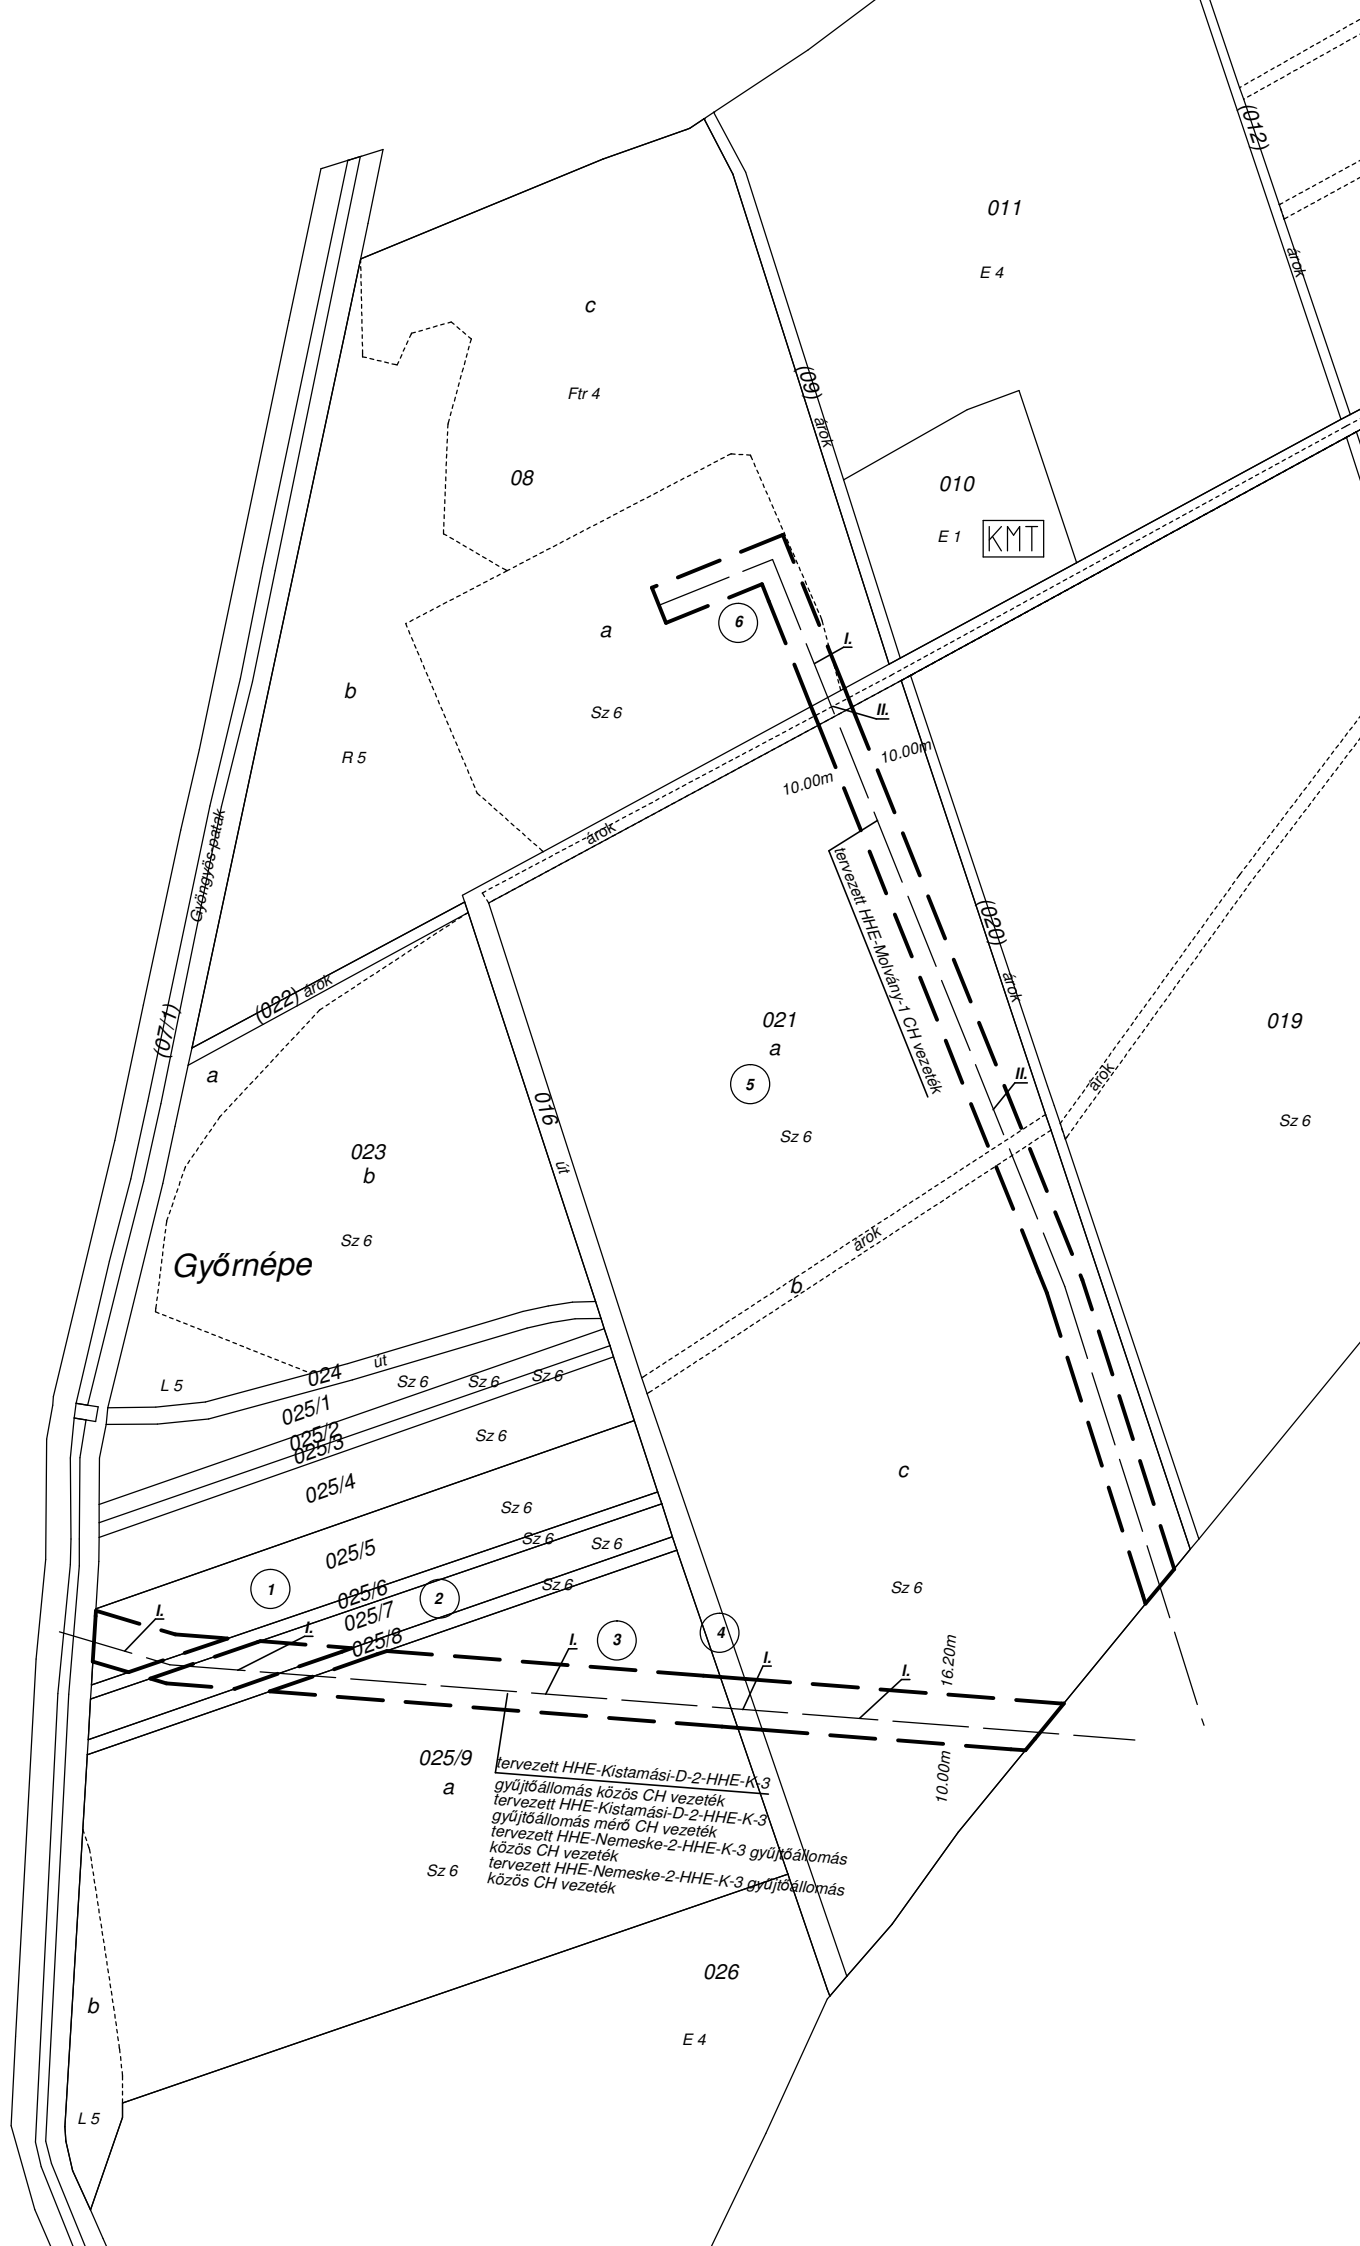 (012)
011
E 4
árok
c
(09)
Ftr 4
árok
08
010
E 1
KMT
6
a
I.
b
Sz 6
II.
R 5
10.00m
10.00m
árok
Gyöngyös-patak
tervezett HHE-Molvány-1 CH vezeték
(020)
árok
(022) árok
(07/1)
021
a
019
a
5
II.
árok
016
023
b
Sz 6
Sz 6
út
Sz 6
árok
Győrnépe
b
út
024
L 5
Sz 6
Sz 6
Sz 6
025/1
025/2
025/3
Sz 6
c
025/4
Sz 6
025/5
Sz 6
Sz 6
1
025/6
2
Sz 6
Sz 6
I.
025/7
I.
025/8
I.
3
4
I.
I.
16.20m
025/9
a
10.00m
tervezett HHE-Kistamási-D-2-HHE-K-3
gyűjtőállomás közös CH vezeték
tervezett HHE-Kistamási-D-2-HHE-K-3
gyűjtőállomás mérő CH vezeték
tervezett HHE-Nemeske-2-HHE-K-3 gyűjtőállomás
közös CH vezeték
tervezett HHE-Nemeske-2-HHE-K-3 gyűjtőállomás
közös CH vezeték
Sz 6
026
b
E 4
L 5